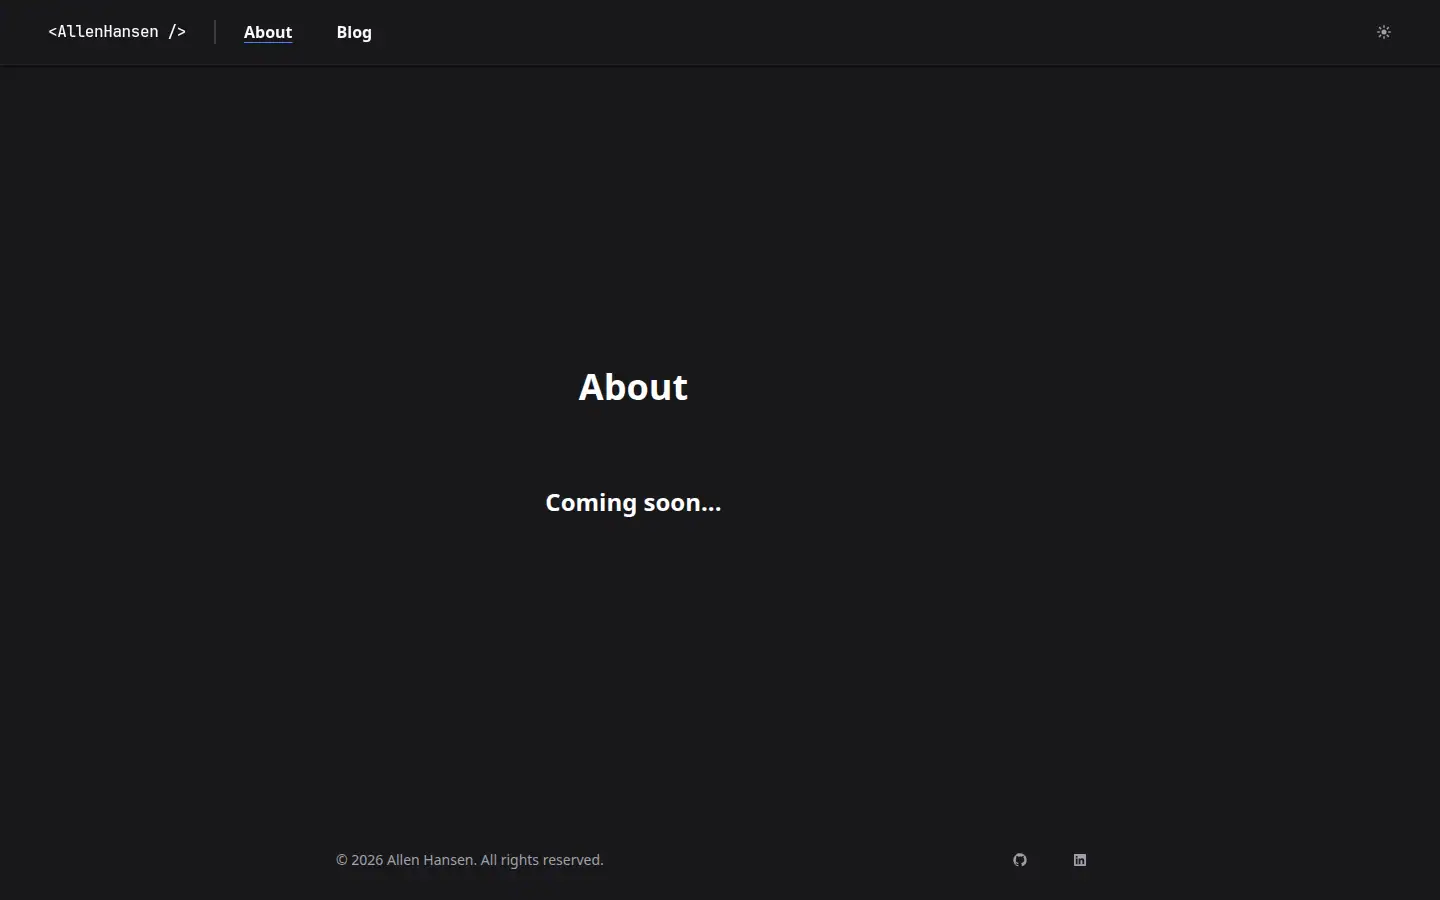 <AllenHansen />
About
Blog
About
Coming soon...
© 2026 Allen Hansen. All rights reserved.